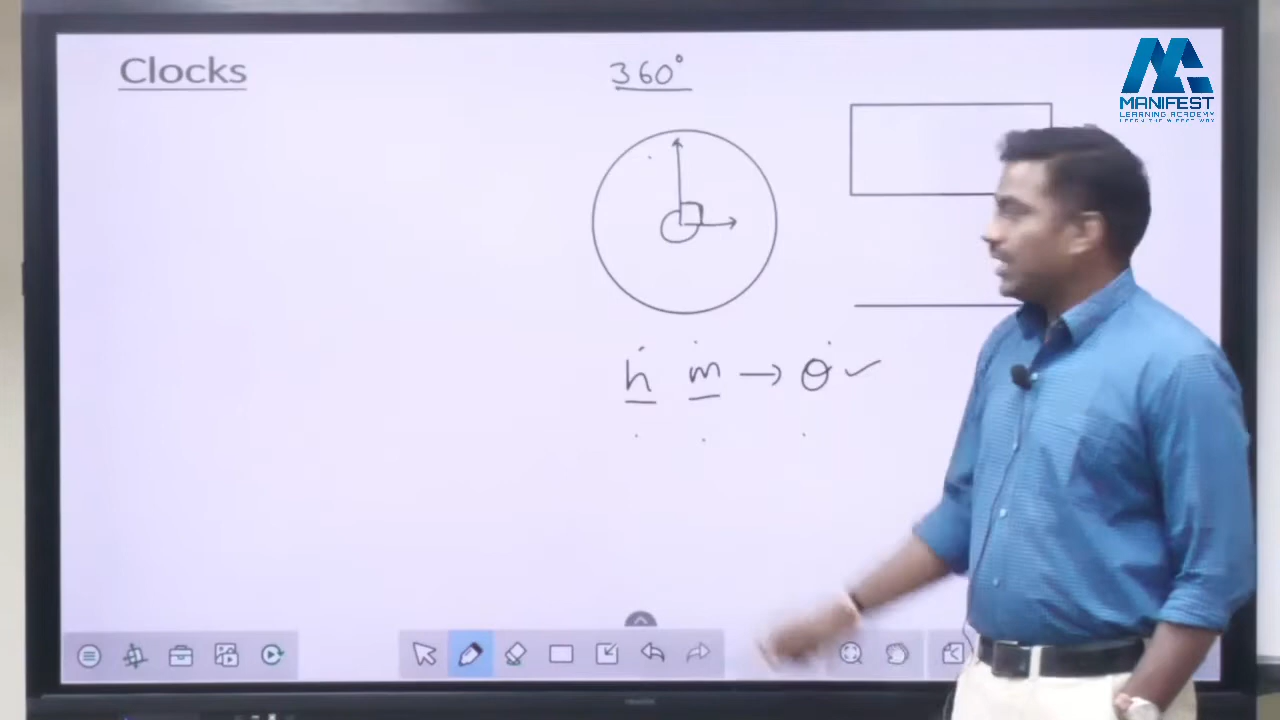 Clocks
360°
h m → θ ✓
MANIFEST
LEARNING ACADEMY